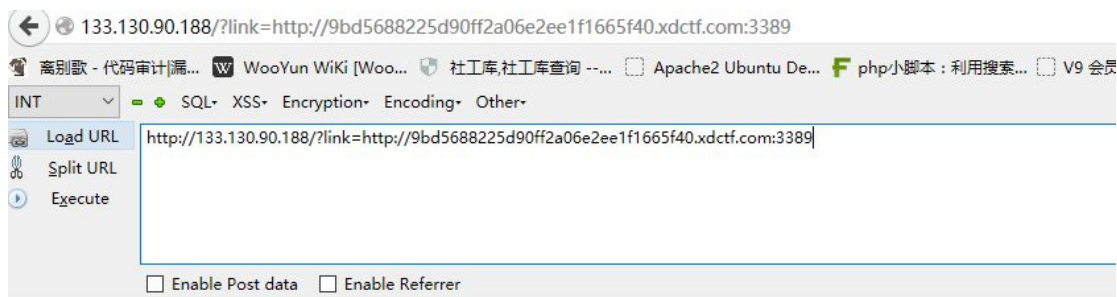 133.130.90.188/?link=http://9bd5688225d90ff2a06e2ee1f1665f40.xdctf.com:3389
离别歌 - 代码审计|漏... WooYun WiKi [Woo... 社工库,社工库查询 --... Apache2 Ubuntu De... php小脚本：利用搜索... V9 会员
INT SQL XSS Encryption Encoding Other
Load URL http://133.130.90.188/?link=http://9bd5688225d90ff2a06e2ee1f1665f40.xdctf.com:3389
Split URL
Execute
Enable Post data Enable Referrer